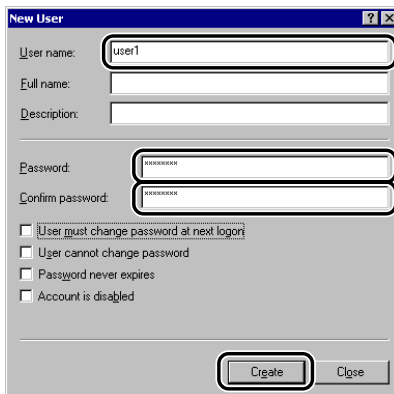 New User
User name: user1
Full name:
Description:
Password: ××××××××
Confirm password: ××××××××
User must change password at next logon
User cannot change password
Password never expires
Account is disabled
Create Close